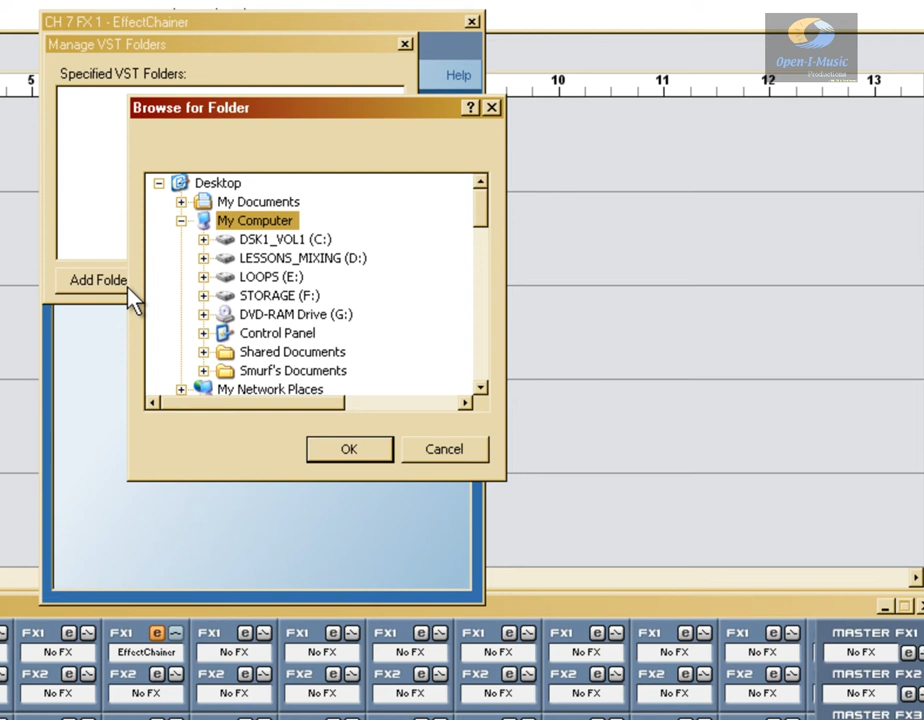 CH 7 FX 1 - EffectChainer
Manage VST Folders
Open-I-Music
Productions
Specified VST Folders:
Help
5
10
11
12
13
Browse for Folder
Desktop
My Documents
My Computer
DSK1_VOL1 (C:)
LESSONS_MIXING (D:)
Add Folde
LOOPS (E:)
STORAGE (F:)
DVD-RAM Drive (G:)
Control Panel
Shared Documents
Smurf's Documents
My Network Places
OK
Cancel
FX1 e FX1 e FX1 e FX1 e FX1 e FX1 e FX1 e FX1 e FX1 e MASTER FX1
No FX EffectChainer No FX No FX No FX No FX No FX No FX No FX No FX e
FX2 e FX2 e FX2 e FX2 e FX2 e FX2 e FX2 e FX2 e FX2 e MASTER FX2
No FX No FX No FX No FX No FX No FX No FX No FX No FX No FX e